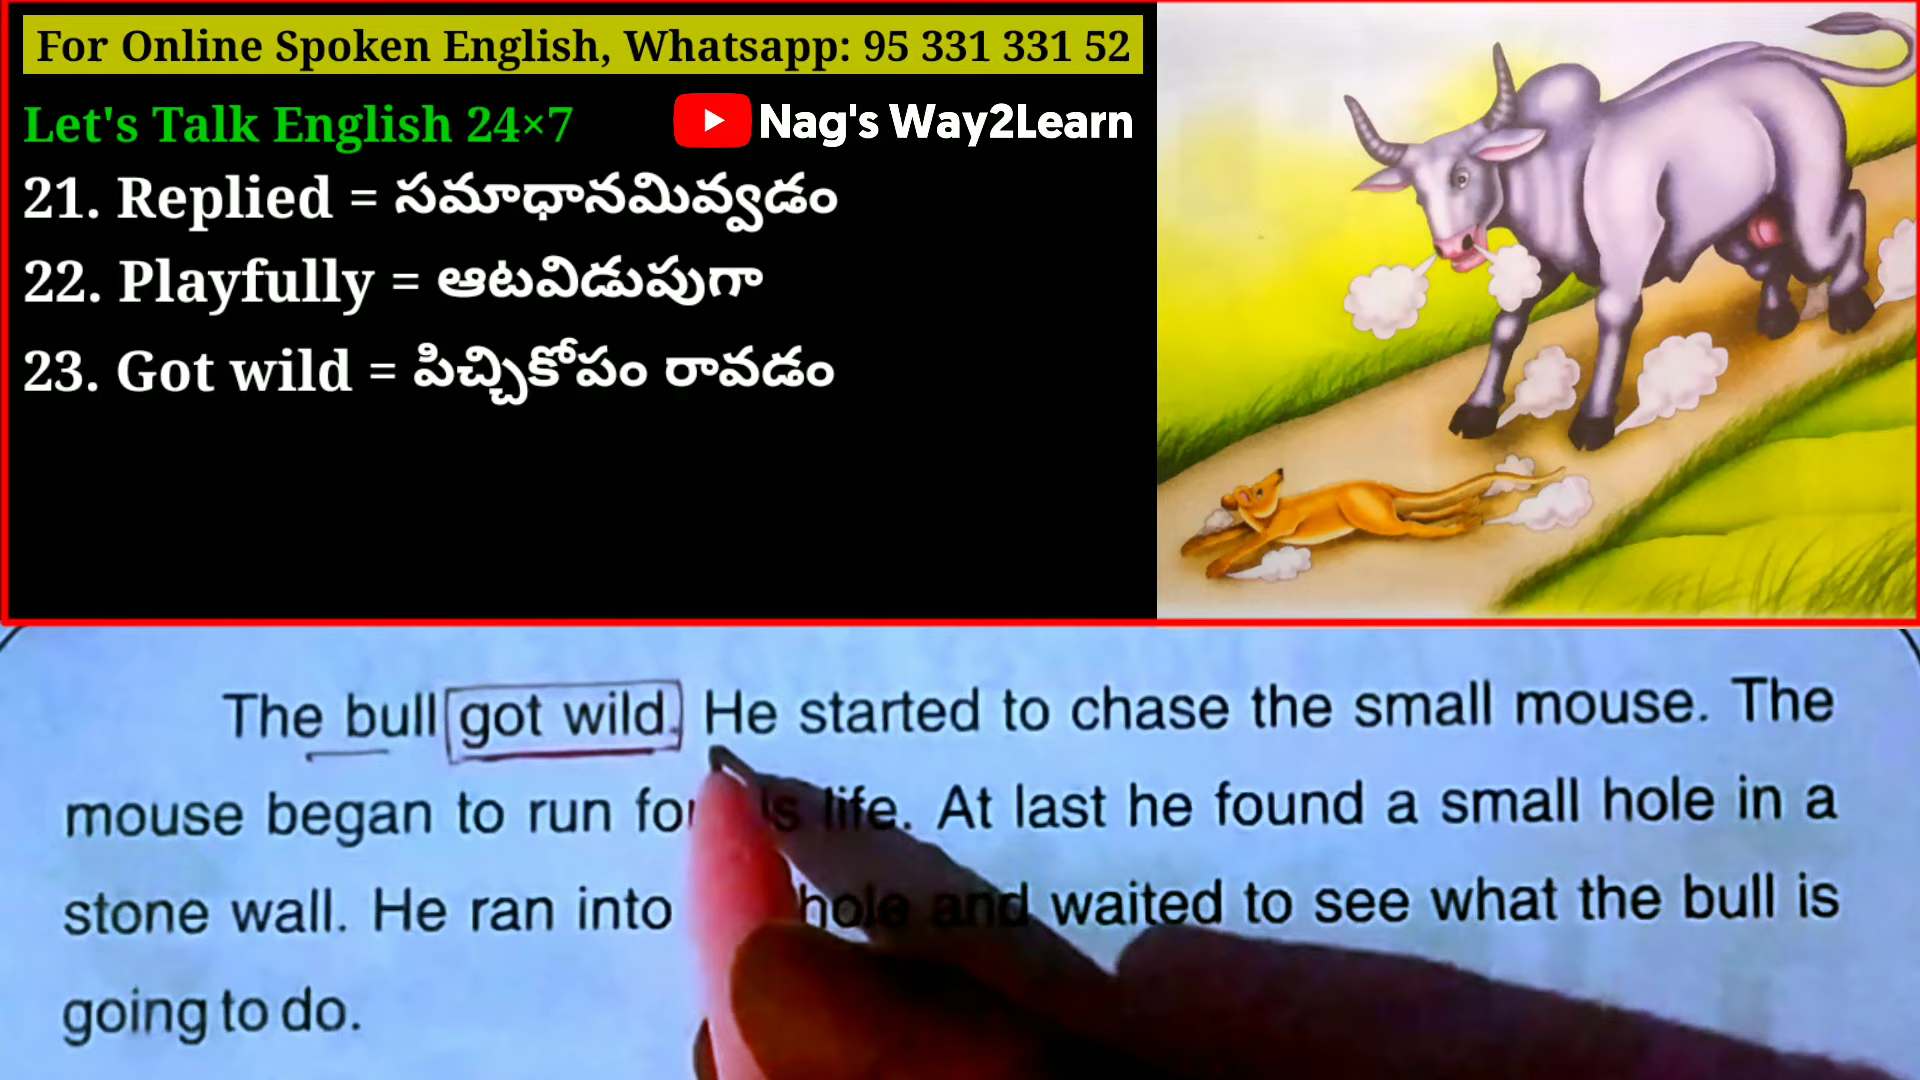 For Online Spoken English, Whatsapp: 95 331 331 52
Let's Talk English 24×7
Nag's Way2Learn
21. Replied = సమాధానమివ్వడం
22. Playfully = ఆటవిడుపుగా
23. Got wild = పిచ్చికోపం రావడం
The bull got wild. He started to chase the small mouse. The
mouse began to run life. At last he found a small hole in a
stone wall. He ran into hole and waited to see what the bull is
going to do.